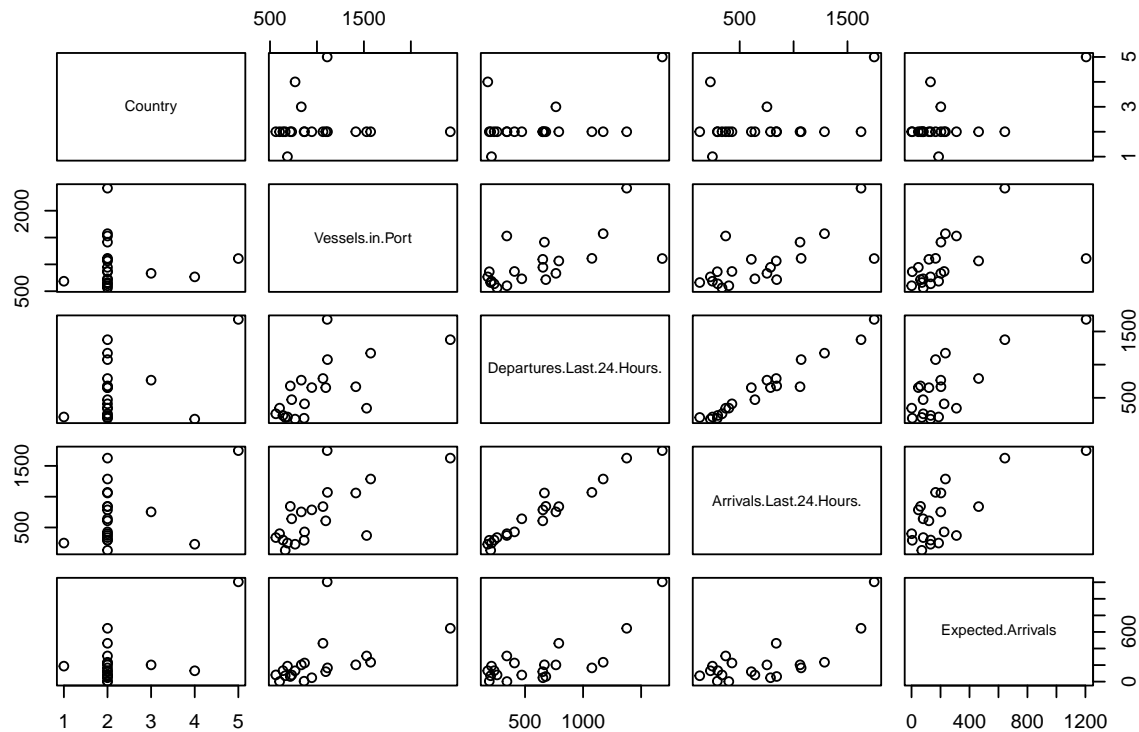 500 1500
500 1500
Country
1 3 5
500 2000
Vessels.in.Port
Departures.Last.24.Hours.
500 1500
500 1500
Arrivals.Last.24.Hours.
Expected.Arrivals
0 600
1 2 3 4 5
500 1000
0 400 800 1200